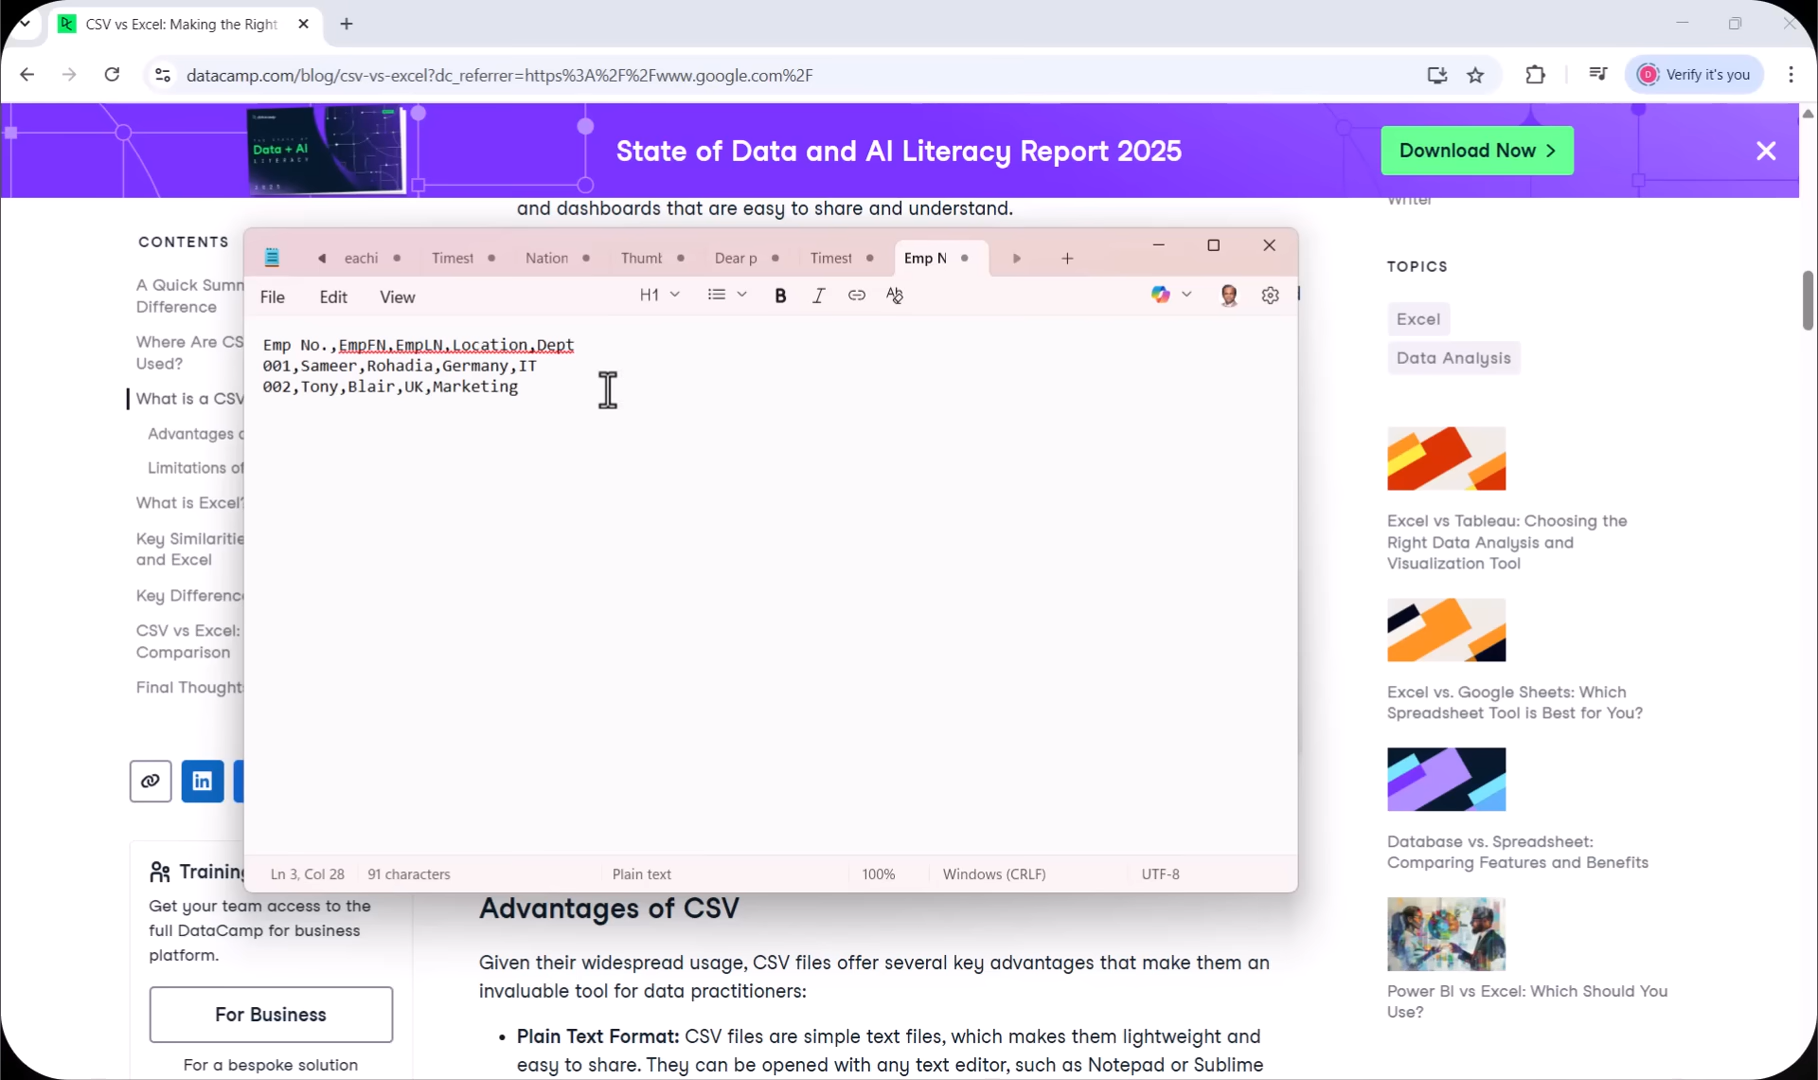 CSV vs Excel: Making the Right
datacamp.com/blog/csv-vs-excel?dc_referrer=https%3A%2F%2Fwww.google.com%2F
D
Verify it's you
Data + AI
LITERACY
State of Data and AI Literacy Report 2025
Download Now
and dashboards that are easy to share and understand.
Writer
CONTENTS
A Quick Summ
Difference
Where Are CS
Used?
What is a CSV
Advantages
Limitations of
What is Excel?
Key Similaritie
and Excel
Key Differenc
CSV vs Excel:
Comparison
Final Thought
eachi
Timest
Nation
Thumb
Dear p
Timest
Emp N
File
Edit
View
H1
B
I
Emp No.,EmpFN,EmpLN,Location,Dept
001,Sameer,Rohadia,Germany,IT
002,Tony,Blair,UK,Marketing
Ln 3, Col 28
91 characters
Plain text
100%
Windows (CRLF)
UTF-8
TOPICS
Excel
Data Analysis
Excel vs Tableau: Choosing the
Right Data Analysis and
Visualization Tool
Excel vs. Google Sheets: Which
Spreadsheet Tool is Best for You?
Database vs. Spreadsheet:
Comparing Features and Benefits
Power BI vs Excel: Which Should You
Use?
in
Training
Get your team access to the
full DataCamp for business
platform.
For Business
For a bespoke solution
Advantages of CSV
Given their widespread usage, CSV files offer several key advantages that make them an
invaluable tool for data practitioners:
• Plain Text Format: CSV files are simple text files, which makes them lightweight and
easy to share. They can be opened with any text editor, such as Notepad or Sublime